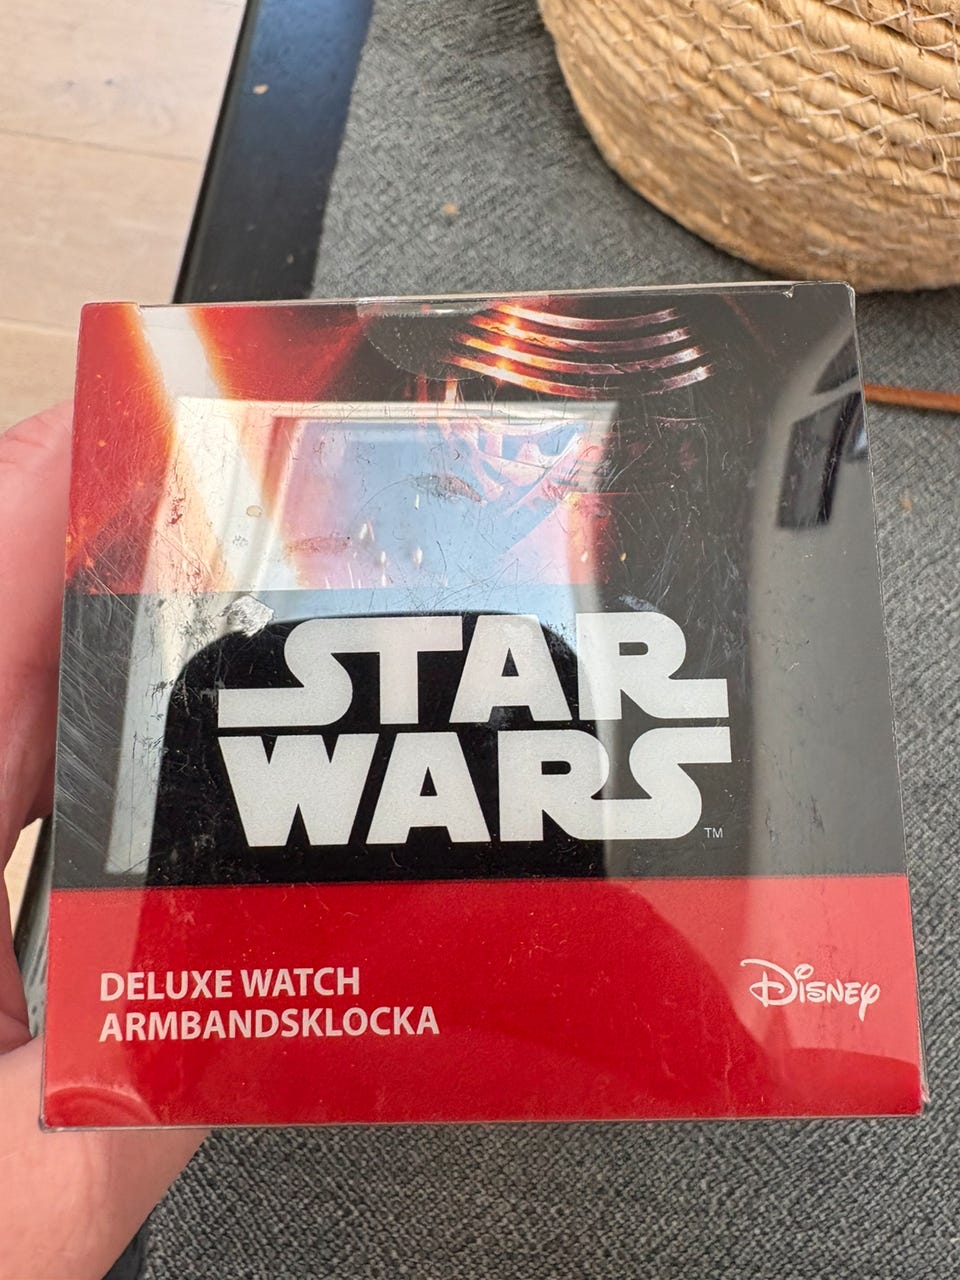 STAR
WARS
TM
DELUXE WATCH
ARMBANDSKLOCKA
Disney